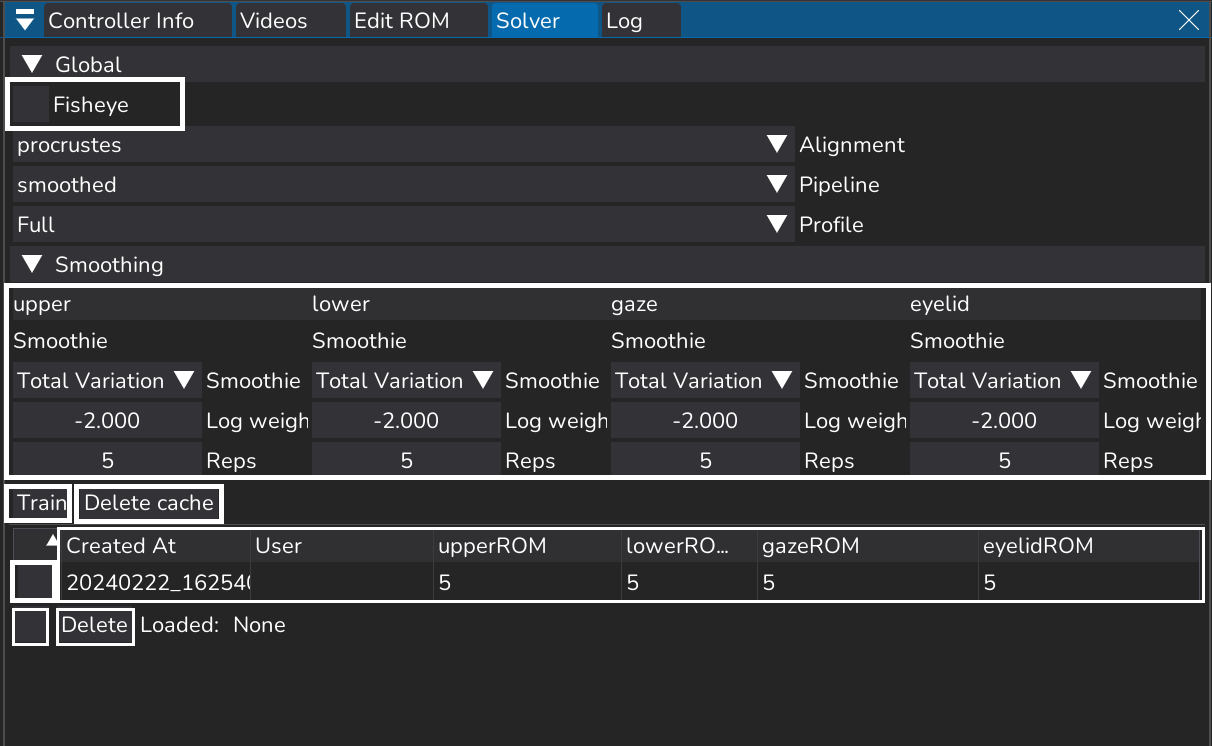 Controller Info Videos Edit ROM Solver Log
Global
Fisheye
procrustes Alignment
smoothed Pipeline
Full Profile
Smoothing
upper lower gaze eyelid
Smoothie Smoothie Smoothie Smoothie
Total Variation Smoothie Total Variation Smoothie Total Variation Smoothie Total Variation Smoothie
-2.000 Log weigh -2.000 Log weigh -2.000 Log weigh -2.000 Log weigh
5 Reps 5 Reps 5 Reps 5 Reps
Train Delete cache
Created At User upperROM lowerRO... gazeROM eyelidROM
20240222_162540 5 5 5 5
Delete Loaded: None